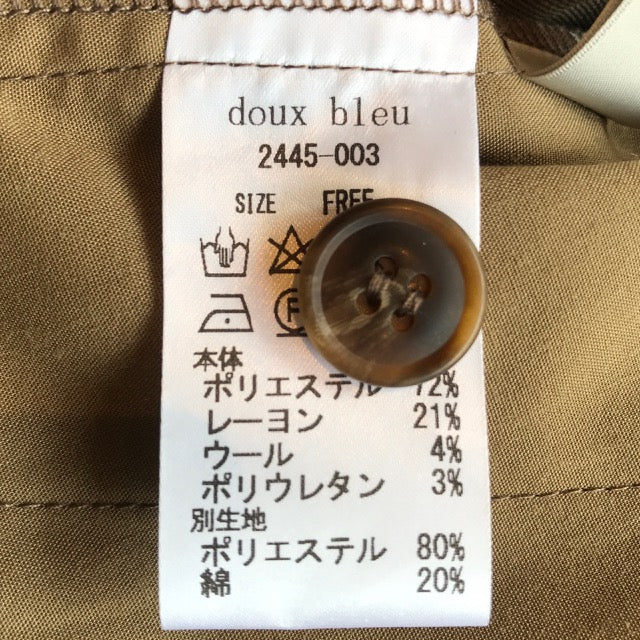 doux bleu
2445-003
SIZE FREE
本体
ポリエステル 72%
レーヨン 21%
ウール 4%
ポリウレタン 3%
別生地
ポリエステル 80%
綿 20%